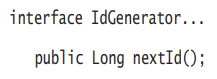 interface IdGenerator...
public Long nextId();